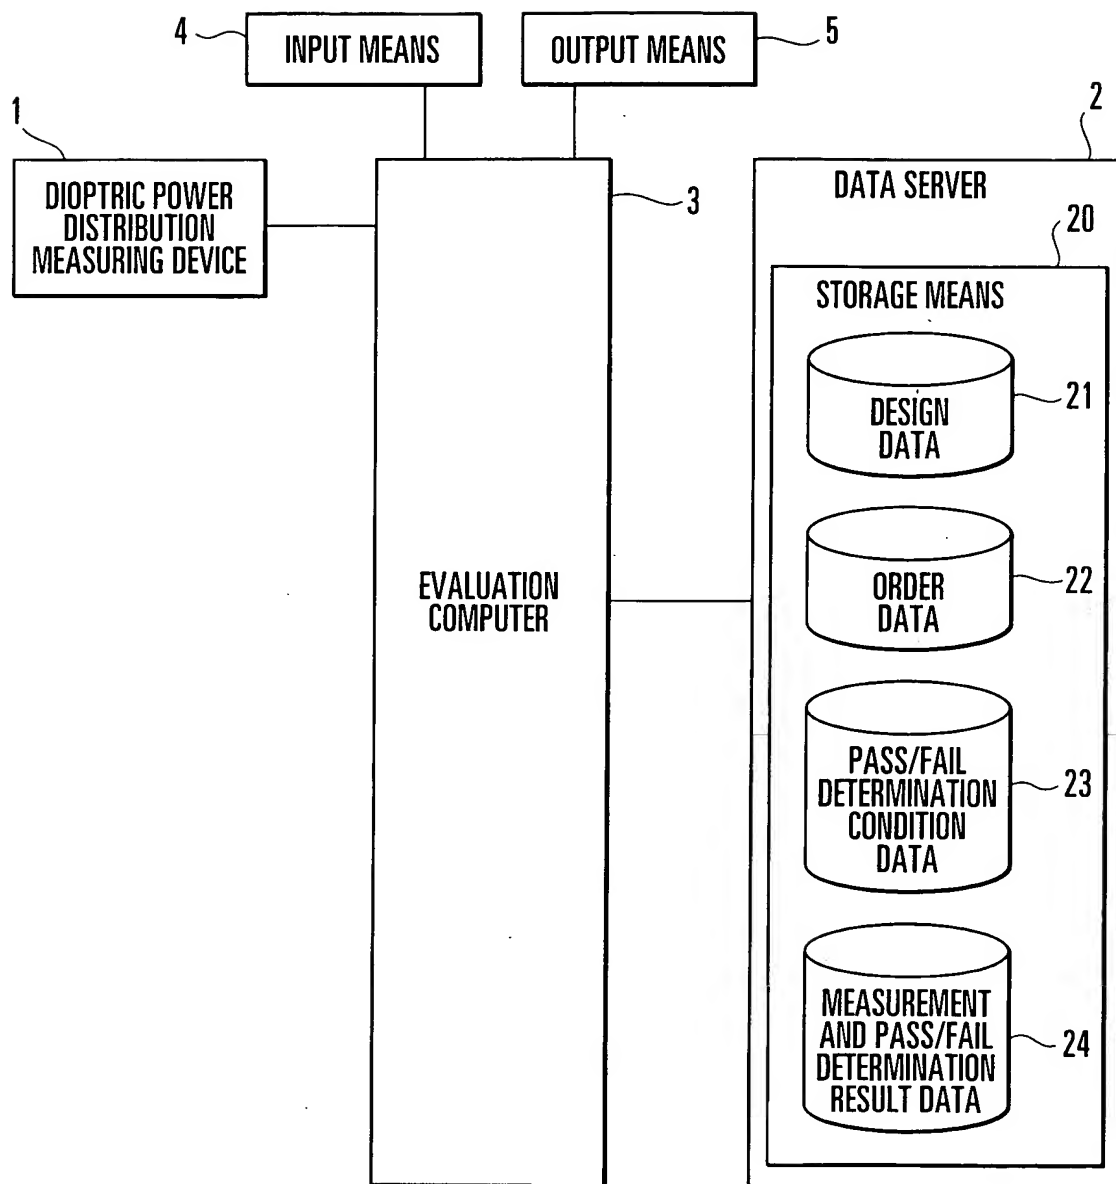 4
INPUT MEANS
OUTPUT MEANS
5
1
DIOPTRIC POWER
DISTRIBUTION
MEASURING DEVICE
3
2
DATA SERVER
20
STORAGE MEANS
DESIGN
DATA
21
ORDER
DATA
22
EVALUATION
COMPUTER
PASS/FAIL
DETERMINATION
CONDITION
DATA
23
MEASUREMENT
AND PASS/FAIL
DETERMINATION
RESULT DATA
24